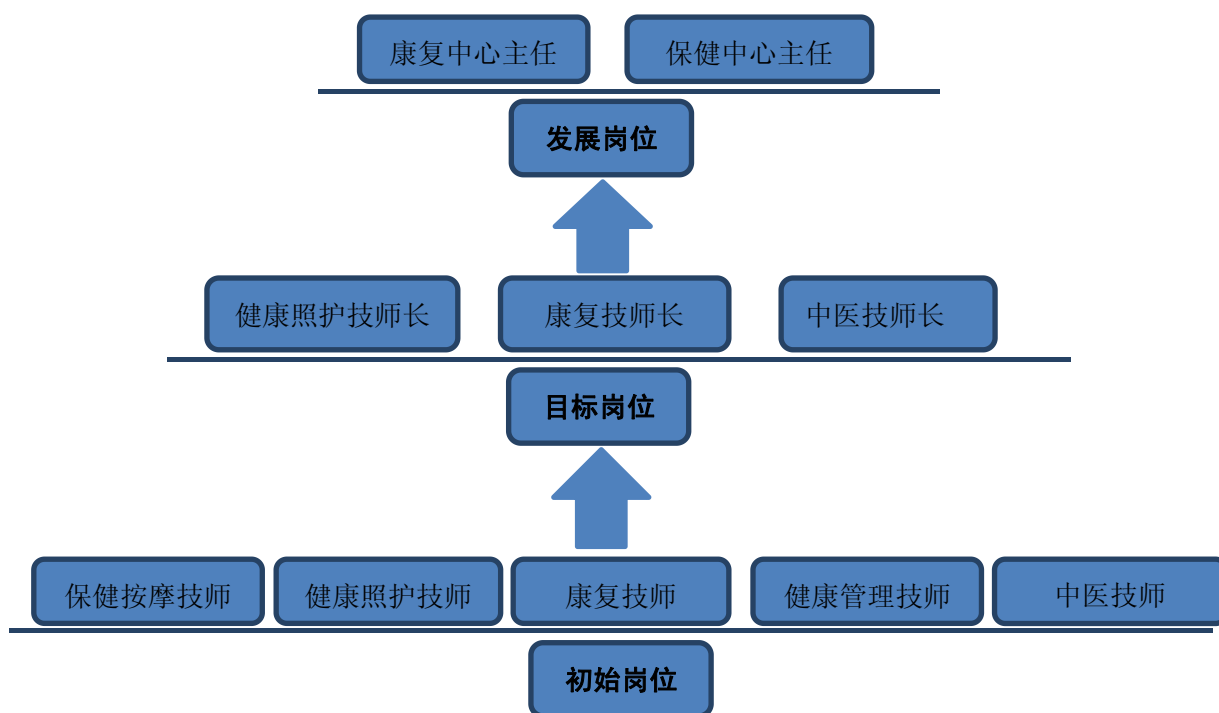 康复中心主任
保健中心主任
发展岗位
健康照护技师长
康复技师长
中医技师长
目标岗位
保健按摩技师
健康照护技师
康复技师
健康管理技师
中医技师
初始岗位